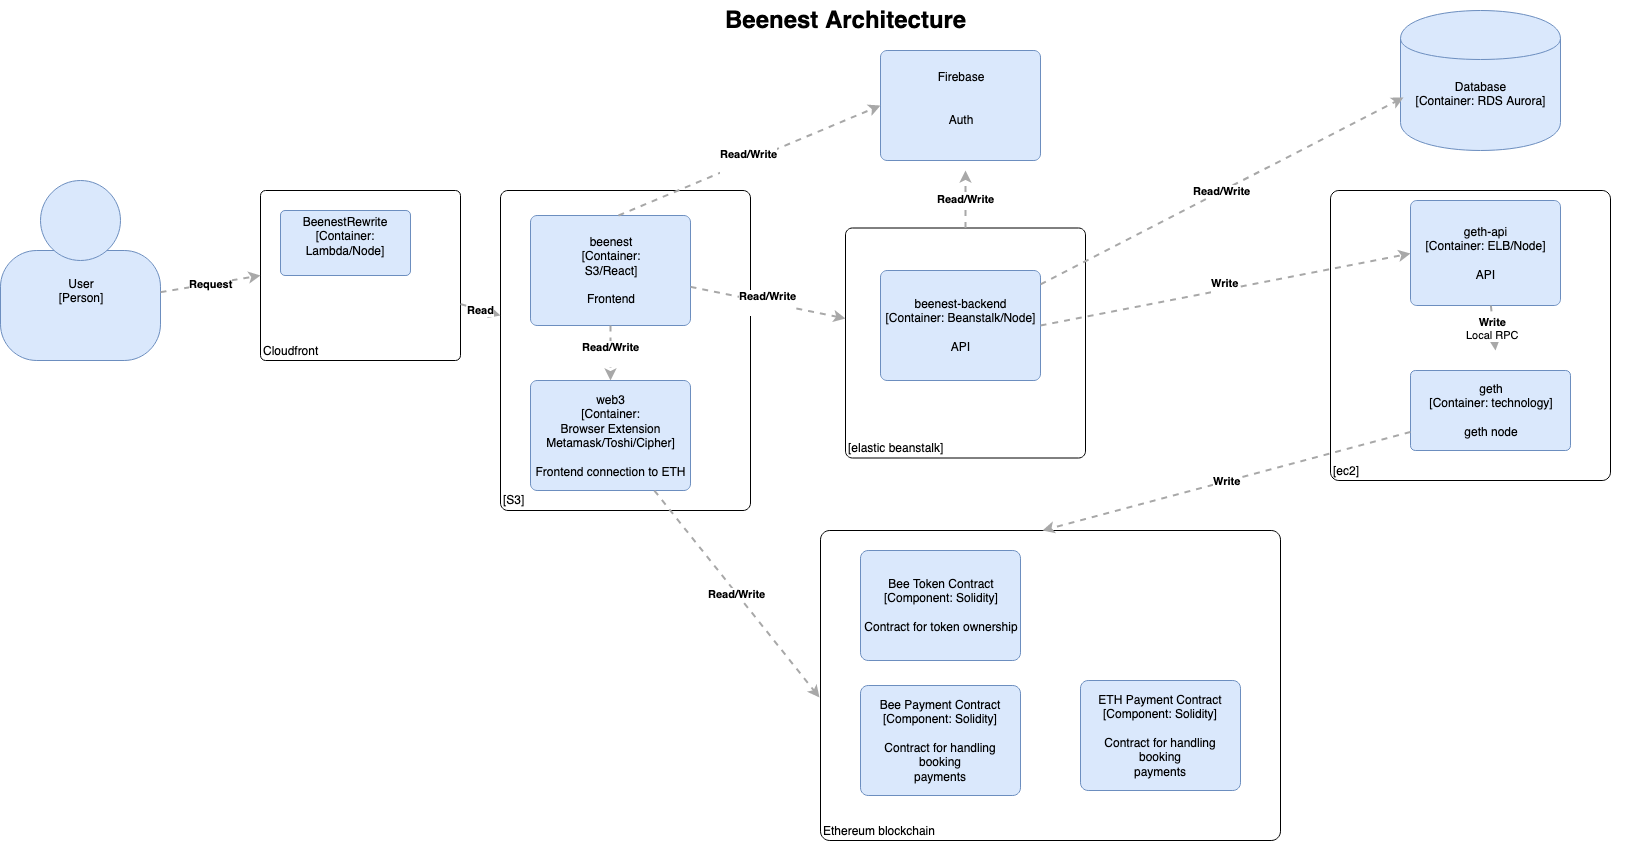 Beenest Architecture
User
[Person]
Request
BeenestRewrite
[Container:
Lambda/Node]
Cloudfront
Read
beenest
[Container:
S3/React]
Frontend
Read/Write
web3
[Container:
Browser Extension
Metamask/Toshi/Cipher]
Frontend connection to ETH
[S3]
Read/Write
Firebase
Auth
Read/Write
Read/Write
beenest-backend
[Container: Beanstalk/Node]
API
[elastic beanstalk]
Read/Write
Database
[Container: RDS Aurora]
Write
geth-api
[Container: ELB/Node]
API
Write
Local RPC
geth
[Container: technology]
geth node
[ec2]
Write
Read/Write
Bee Token Contract
[Component: Solidity]
Contract for token ownership
Bee Payment Contract
[Component: Solidity]
Contract for handling
booking
payments
ETH Payment Contract
[Component: Solidity]
Contract for handling
booking
payments
Ethereum blockchain